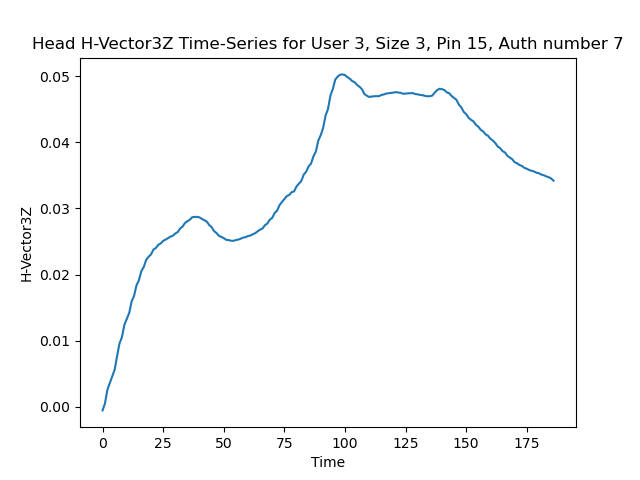 Head H-Vector3Z Time-Series for User 3, Size 3, Pin 15, Auth number 7
0.05
0.04
0.03
0.02
0.01
0.00
H-Vector3Z
0 25 50 75 100 125 150 175
Time